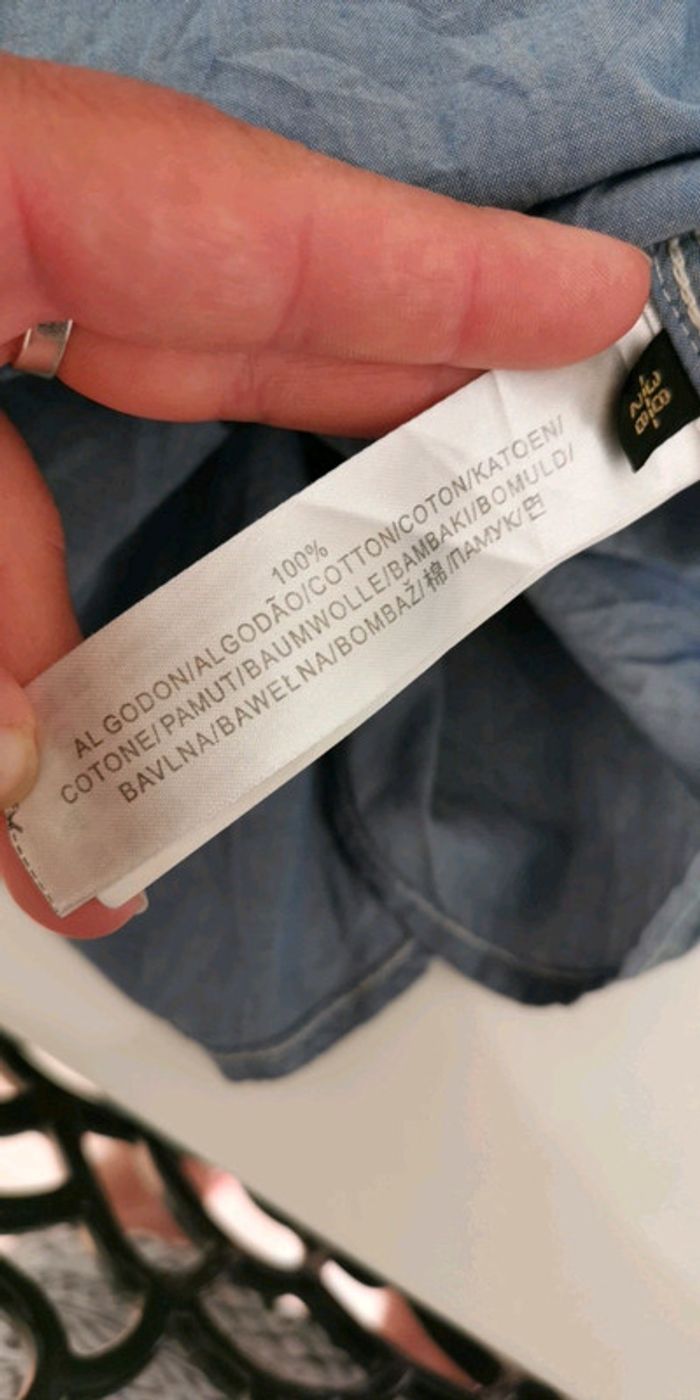 100%
ALGODON/ALGODÃO/COTTON/COTON/KATOEN/
COTONE/PAMUT/BAUMWOLLE/BAMBAKI/BOMULD/
BAVLNA/BAWEŁNA/BOMBAŽ/棉/ПАМУК/면